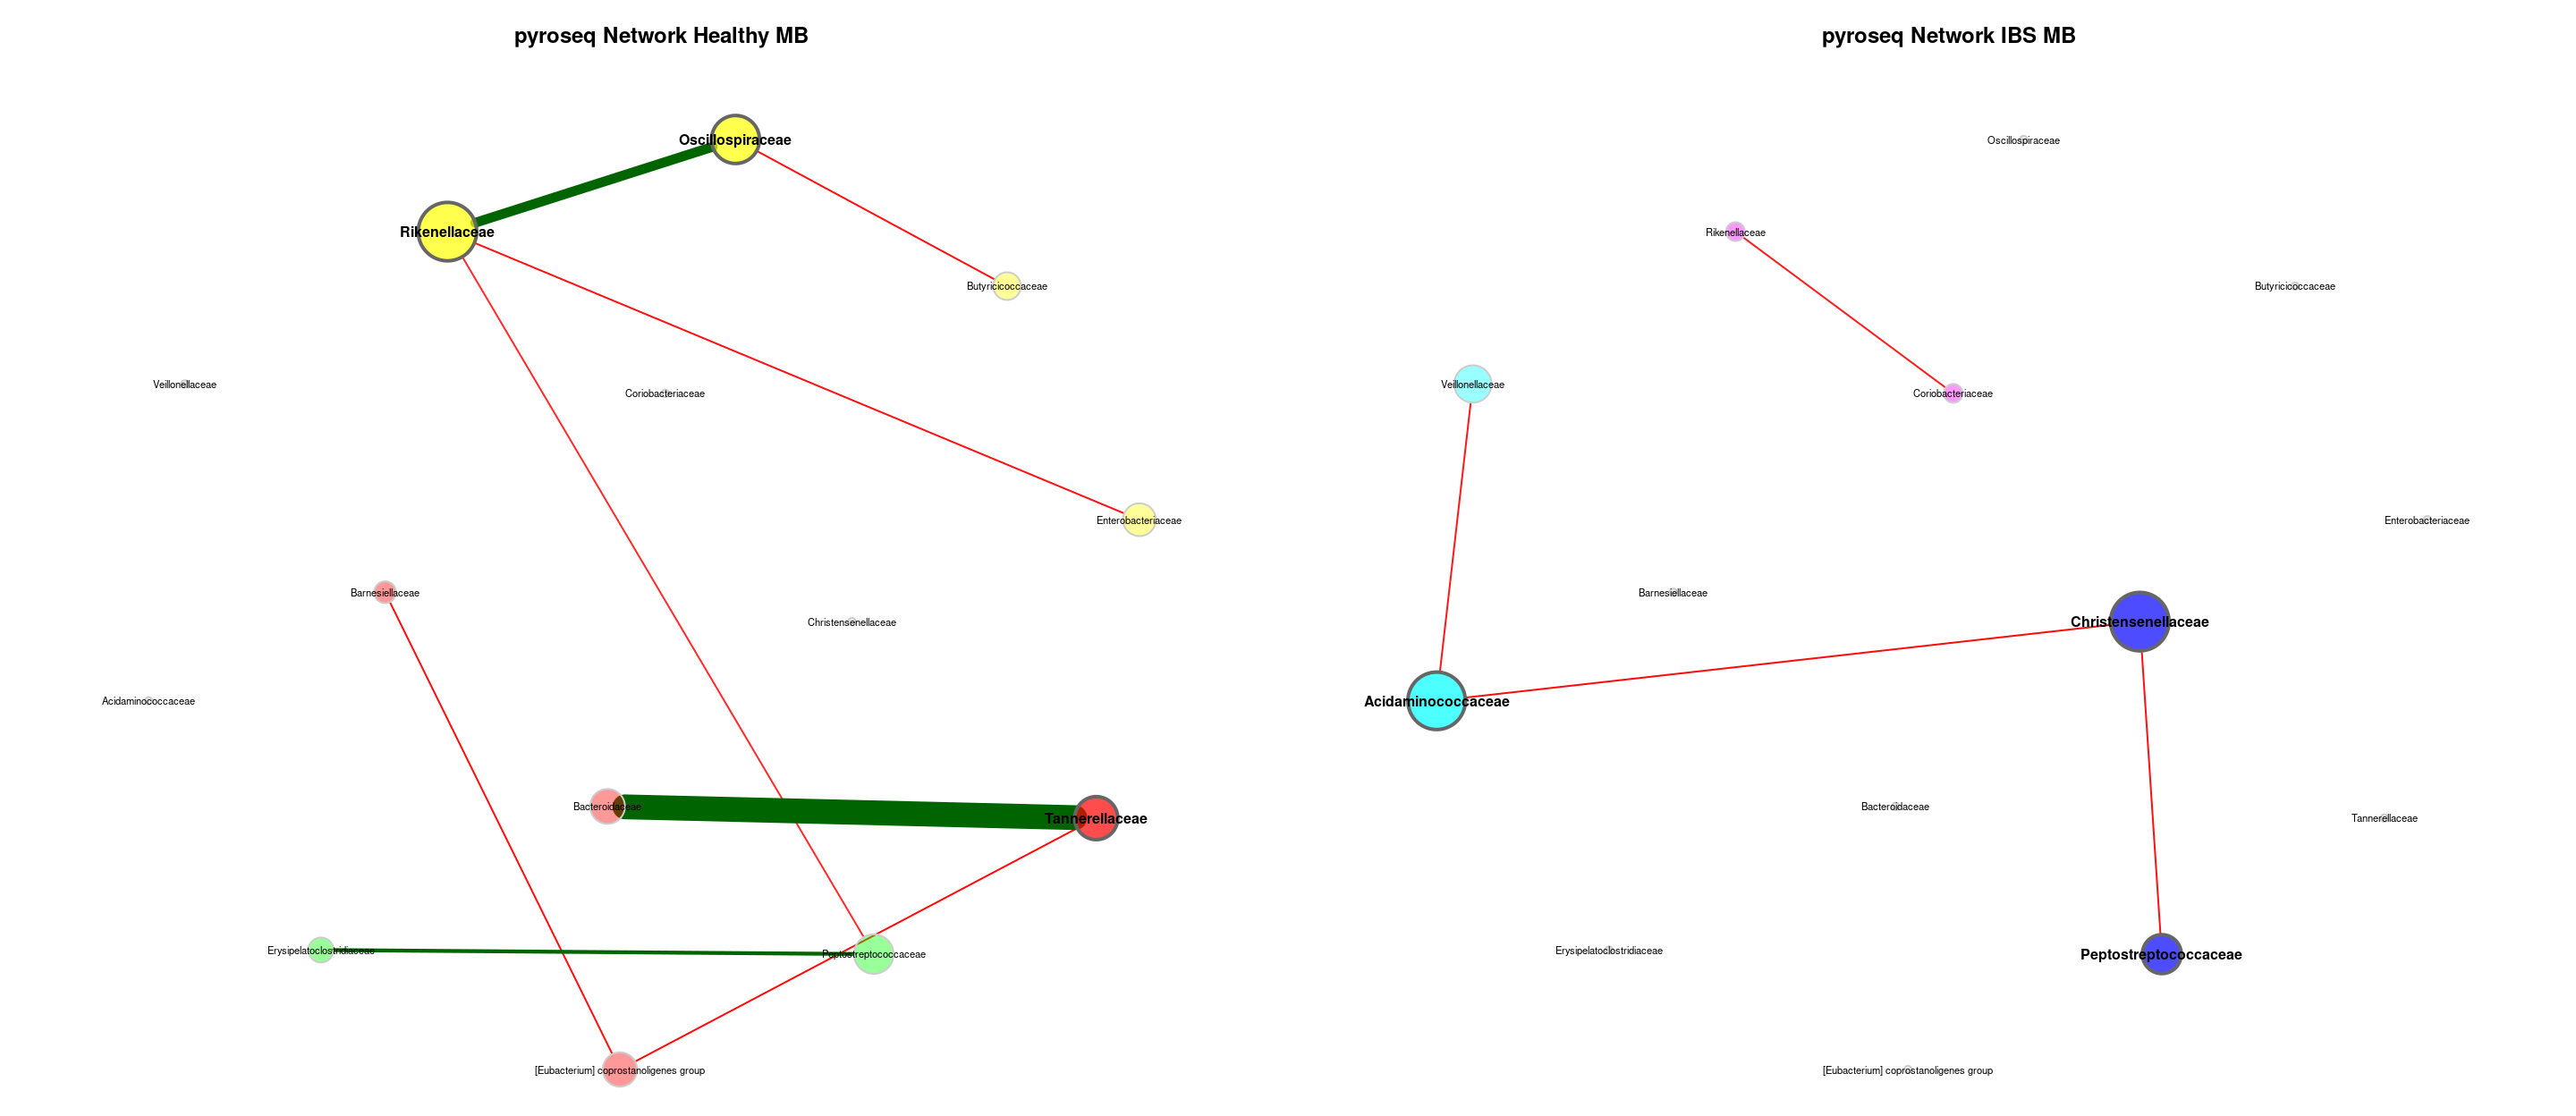 pyroseq Network Healthy MB
Oscillospiraceae
Rikenellaceae
Butyricicoccaceae
Veillonellaceae
Coriobacteriaceae
Enterobacteriaceae
Barnesiellaceae
Christensenellaceae
Acidaminococcaceae
Bacteroidaceae
Tannerellaceae
Erysipelatoclostridiaceae
Peptostreptococcaceae
[Eubacterium] coprostanoligenes group
pyroseq Network IBS MB
Oscillospiraceae
Rikenellaceae
Butyricicoccaceae
Veillonellaceae
Coriobacteriaceae
Enterobacteriaceae
Barnesiellaceae
Christensenellaceae
Acidaminococcaceae
Bacteroidaceae
Tannerellaceae
Erysipelatoclostridiaceae
Peptostreptococcaceae
[Eubacterium] coprostanoligenes group